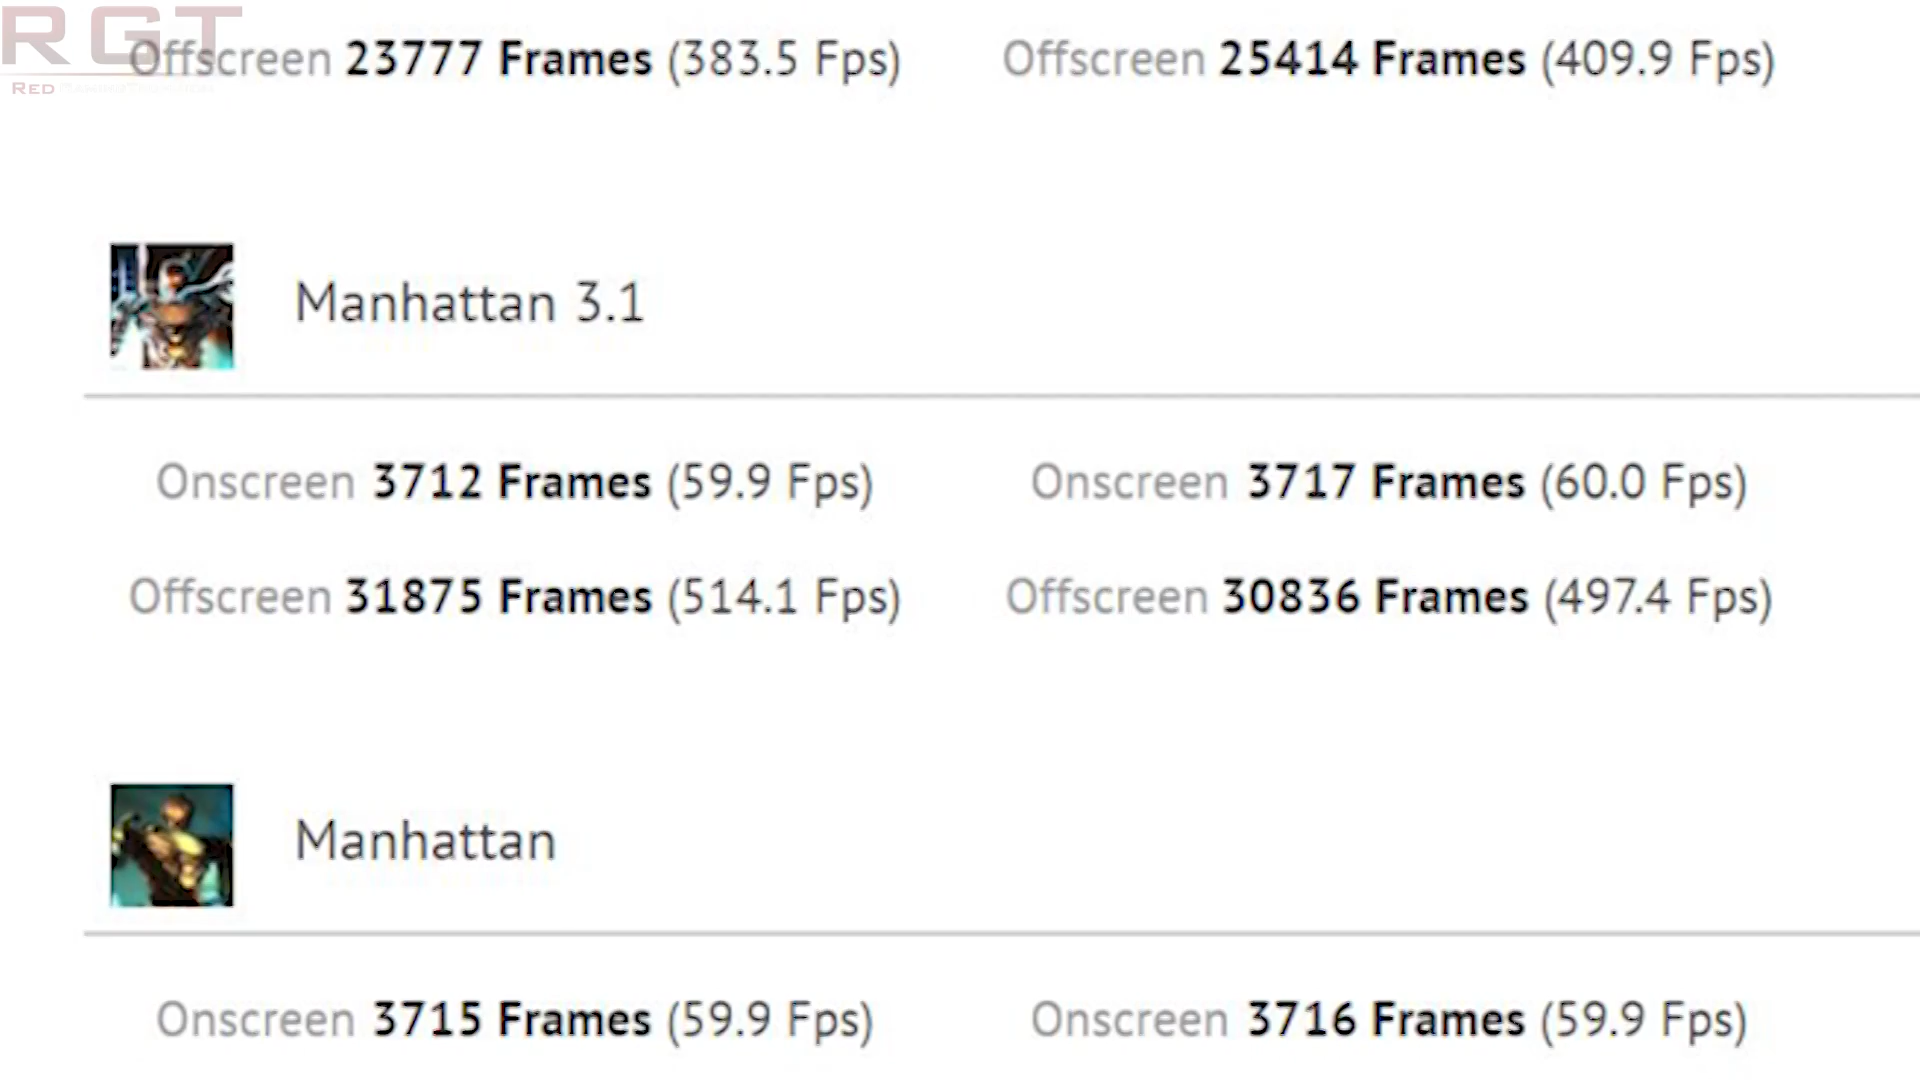 RGT
Offscreen 23777 Frames (383.5 Fps) Offscreen 25414 Frames (409.9 Fps)
RED
Manhattan 3.1
Onscreen 3712 Frames (59.9 Fps) Onscreen 3717 Frames (60.0 Fps)
Offscreen 31875 Frames (514.1 Fps) Offscreen 30836 Frames (497.4 Fps)
Manhattan
Onscreen 3715 Frames (59.9 Fps) Onscreen 3716 Frames (59.9 Fps)